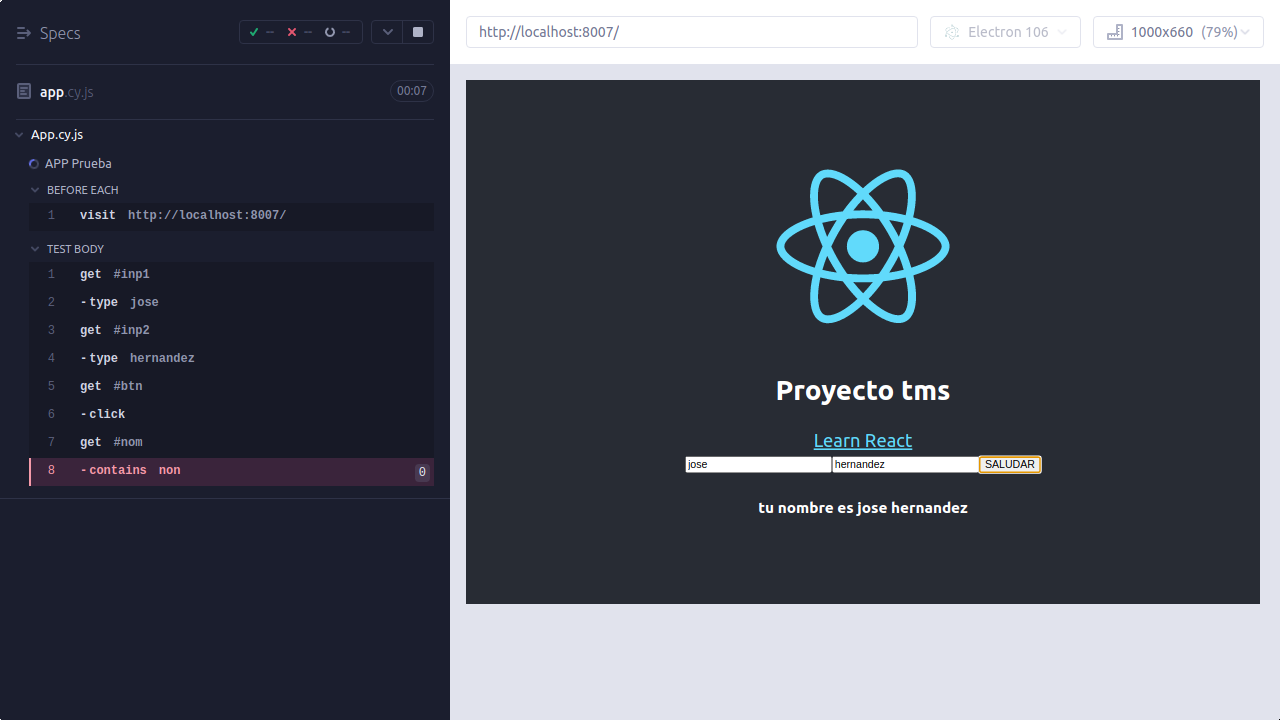 Specs
-- -- --
app.cy.js
00:07
App.cy.js
APP Prueba
BEFORE EACH
1 visit http://localhost:8007/
TEST BODY
1 get #inp1
2 -type jose
3 get #inp2
4 -type hernandez
5 get #btn
6 -click
7 get #nom
8 -contains non 0
http://localhost:8007/
Electron 106
1000x660 (79%)
Proyecto tms
Learn React
jose hernandez SALUDAR
tu nombre es jose hernandez